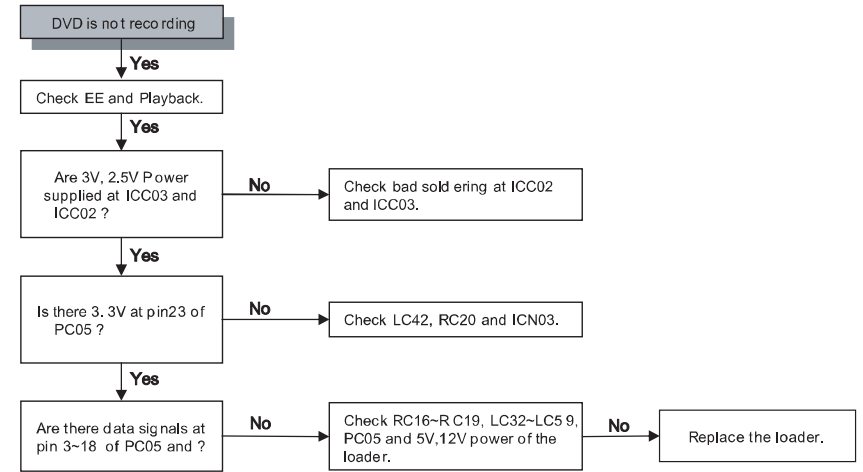 DVD is not recording
Yes
Check EE and Playback.
Yes
Are 3V, 2.5V Power
supplied at ICC03 and
ICC02 ?
No
Check bad soldering at ICC02
and ICC03.
Yes
Is there 3.3V at pin23 of
PC05 ?
No
Check LC42, RC20 and ICN03.
Yes
Are there data signals at
pin 3~18 of PC05 and ?
No
Check RC16~RC19, LC32~LC59,
PC05 and 5V,12V power of the
loader.
No
Replace the loader.